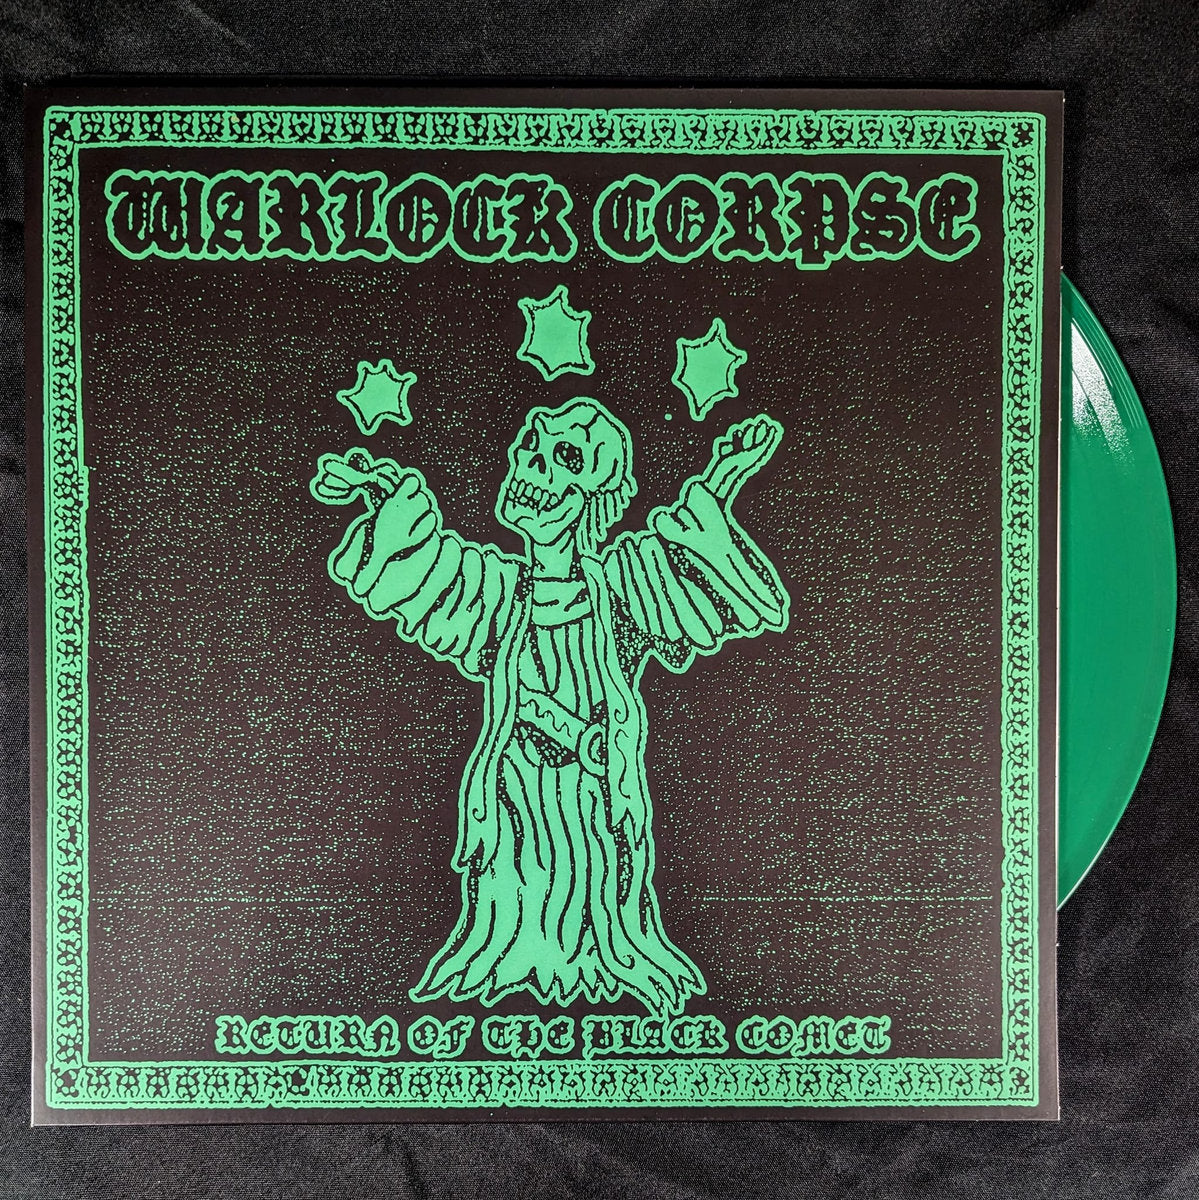 WARLOCK CORPSE
RETURN OF THE BLACK COMET